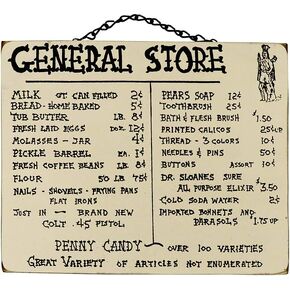 GENERAL STORE
MILK QT. CAN FILLED 2¢
BREAD-HOME BAKED 5¢
TUB BUTTER LB. 8¢
FRESH LAID EGGS DOZ 12¢
MOLASSES-JAR 4¢
PICKLE BARREL EA. 1¢
FRESH COFFEE BEANS LB 8¢
FLOUR 50 LB 75¢
NAILS - SHOVELS - FRYING PANS
FLAT IRONS
JUST IN - BRAND NEW
COLT .45 PISTOL
PEARS SOAP 12¢
TOOTHBRUSH 25¢
BATH & FLESH BRUSH $1.50
PRINTED CALICOS 25¢UP
THREAD - 3 COLORS 10¢
NEEDLES & PINS 50¢
BUTTONS ASSORT 10¢
DR. SLOANES SURE
ALL PURPOSE ELIXIR $3.50
COLD SODA WATER 2¢
IMPORTED BONNETS AND
PARASOLS $1.75 UP
PENNY CANDY~ OVER 100 VARIETIES
GREAT VARIETY OF ARTICLES NOT ENUMERATED